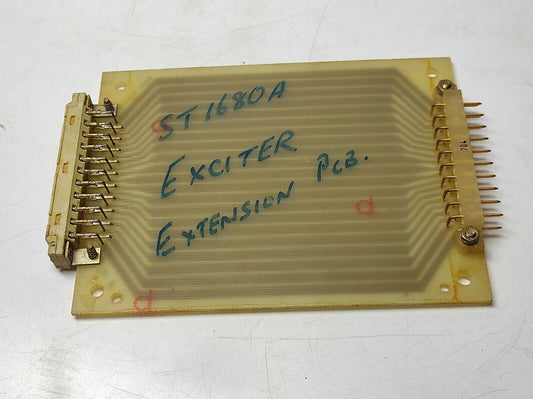 ST1680A
EXCITER
EXTENSION PCB.
d
d
d